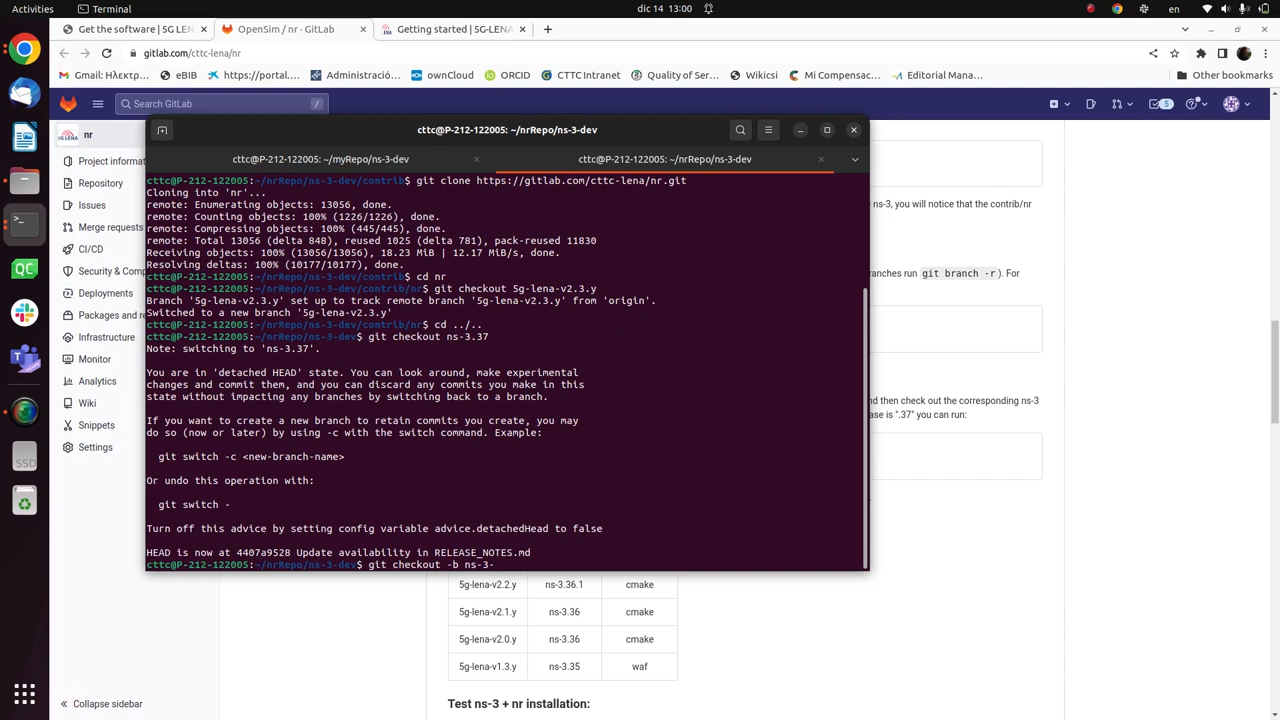 Activities
Terminal
dic 14 13:00
en
Get the software | 5G LENA
OpenSim / nr · GitLab
Getting started | 5G-LENA
gitlab.com/cttc-lena/nr
Gmail: Ηλεκτρ...
eBIB
https://portal....
Administració...
ownCloud
ORCID
CTTC Intranet
Quality of Ser...
Wikicsi
Mi Compensac...
Editorial Mana...
Other bookmarks
Search GitLab
/
5
nr
Project informat
Repository
Issues
Merge requests
CI/CD
Security & Comp
Deployments
Packages and re
Infrastructure
Monitor
Analytics
Wiki
Snippets
Settings
Collapse sidebar
SSD
cttc@P-212-122005: ~/nrRepo/ns-3-dev
cttc@P-212-122005: ~/myRepo/ns-3-dev
cttc@P-212-122005: ~/nrRepo/ns-3-dev
cttc@P-212-122005:~/nrRepo/ns-3-dev/contrib$ git clone https://gitlab.com/cttc-lena/nr.git
Cloning into 'nr'...
remote: Enumerating objects: 13056, done.
remote: Counting objects: 100% (1226/1226), done.
remote: Compressing objects: 100% (445/445), done.
remote: Total 13056 (delta 848), reused 1025 (delta 781), pack-reused 11830
Receiving objects: 100% (13056/13056), 18.23 MiB | 12.17 MiB/s, done.
Resolving deltas: 100% (10177/10177), done.
cttc@P-212-122005:~/nrRepo/ns-3-dev/contrib$ cd nr
cttc@P-212-122005:~/nrRepo/ns-3-dev/contrib/nr$ git checkout 5g-lena-v2.3.y
Branch '5g-lena-v2.3.y' set up to track remote branch '5g-lena-v2.3.y' from 'origin'.
Switched to a new branch '5g-lena-v2.3.y'
cttc@P-212-122005:~/nrRepo/ns-3-dev/contrib/nr$ cd ../..
cttc@P-212-122005:~/nrRepo/ns-3-dev$ git checkout ns-3.37
Note: switching to 'ns-3.37'.
You are in 'detached HEAD' state. You can look around, make experimental
changes and commit them, and you can discard any commits you make in this
state without impacting any branches by switching back to a branch.
If you want to create a new branch to retain commits you create, you may
do so (now or later) by using -c with the switch command. Example:
git switch -c <new-branch-name>
Or undo this operation with:
git switch -
Turn off this advice by setting config variable advice.detachedHead to false
HEAD is now at 4407a9528 Update availability in RELEASE_NOTES.md
cttc@P-212-122005:~/nrRepo/ns-3-dev$ git checkout -b ns-3-
ns-3, you will notice that the contrib/nr
ranches run git branch -r ). For
nd then check out the corresponding ns-3
ase is ".37" you can run:
5g-lena-v2.2.y ns-3.36.1 cmake
5g-lena-v2.1.y ns-3.36 cmake
5g-lena-v2.0.y ns-3.36 cmake
5g-lena-v1.3.y ns-3.35 waf
Test ns-3 + nr installation: